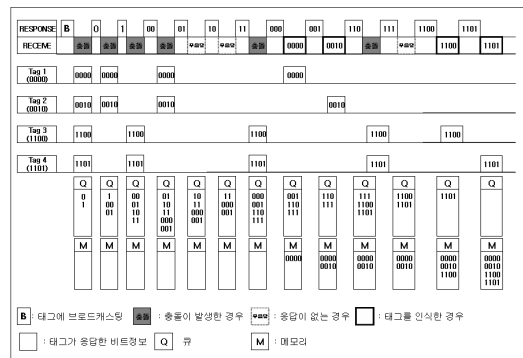 RESPONSE B 0 1 00 01 10 11 000 001 110 111 1100 1101
RECEIVE 충돌 충돌 충돌 충돌 무응답 무응답 충돌 0000 0010 충돌 무응답 1100 1101
Tag 1 (0000) 0000 0000 0000 0000
Tag 2 (0010) 0010 0010 0010 0010
Tag 3 (1100) 1100 1100 1100 1100 1100
Tag 4 (1101) 1101 1101 1101 1101 1101
Q Q Q Q Q Q Q Q Q Q Q Q Q
0 1 00 01 10 11 000 001 110 111 1100 1101
1 00 01 10 11 000 001 110 111 1100 1101
01 10 11 000 001 110 111 1101
11 000 001 111
001
M M M M M M M M M M M M M
0000 0000 0000 0000 0000 0000
0010 0010 0010 0010 0010
1100 1100
1101
B : 태그에 브로드캐스팅 충돌 : 충돌이 발생한 경우 무응답 : 응답이 없는 경우 : 태그를 인식한 경우
: 태그가 응답한 비트정보 Q 큐 M : 메모리